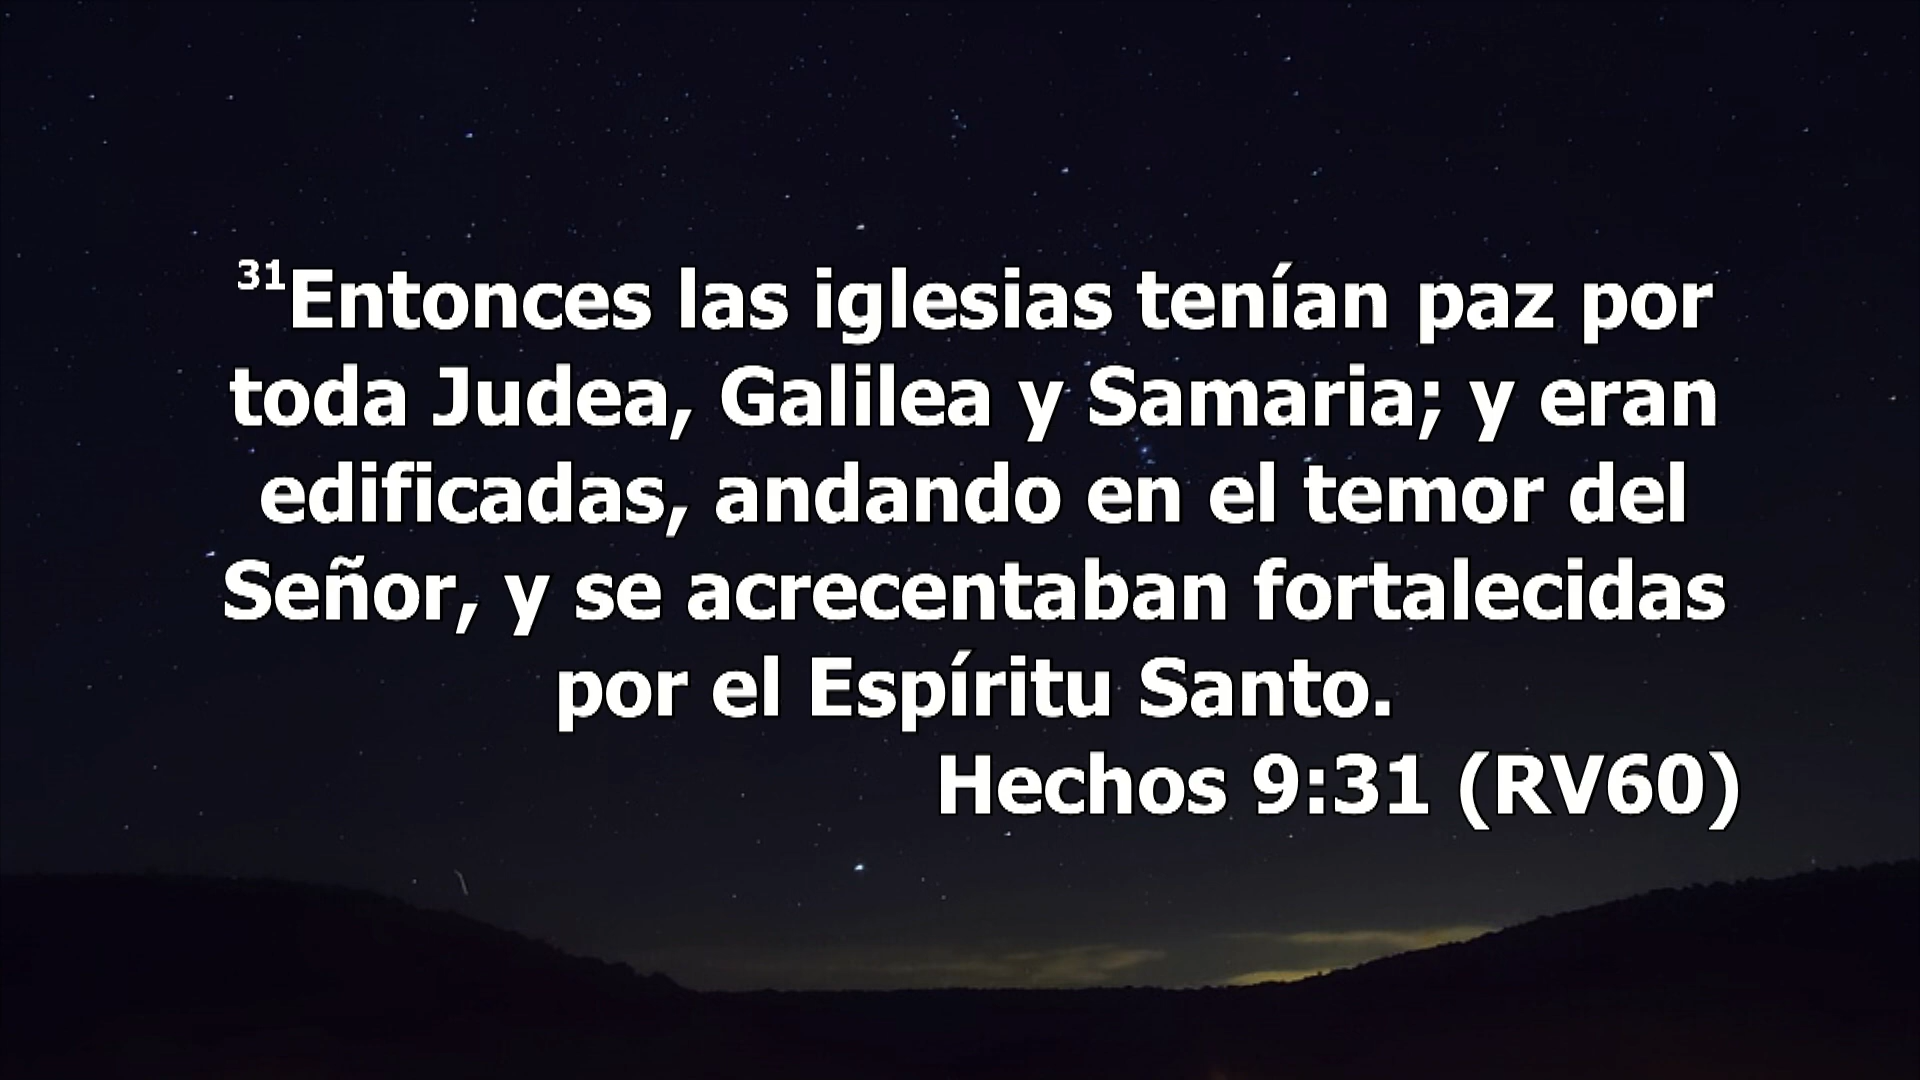 31Entonces las iglesias tenían paz por
toda Judea, Galilea y Samaria; y eran
edificadas, andando en el temor del
Señor, y se acrecentaban fortalecidas
por el Espíritu Santo.
Hechos 9:31 (RV60)